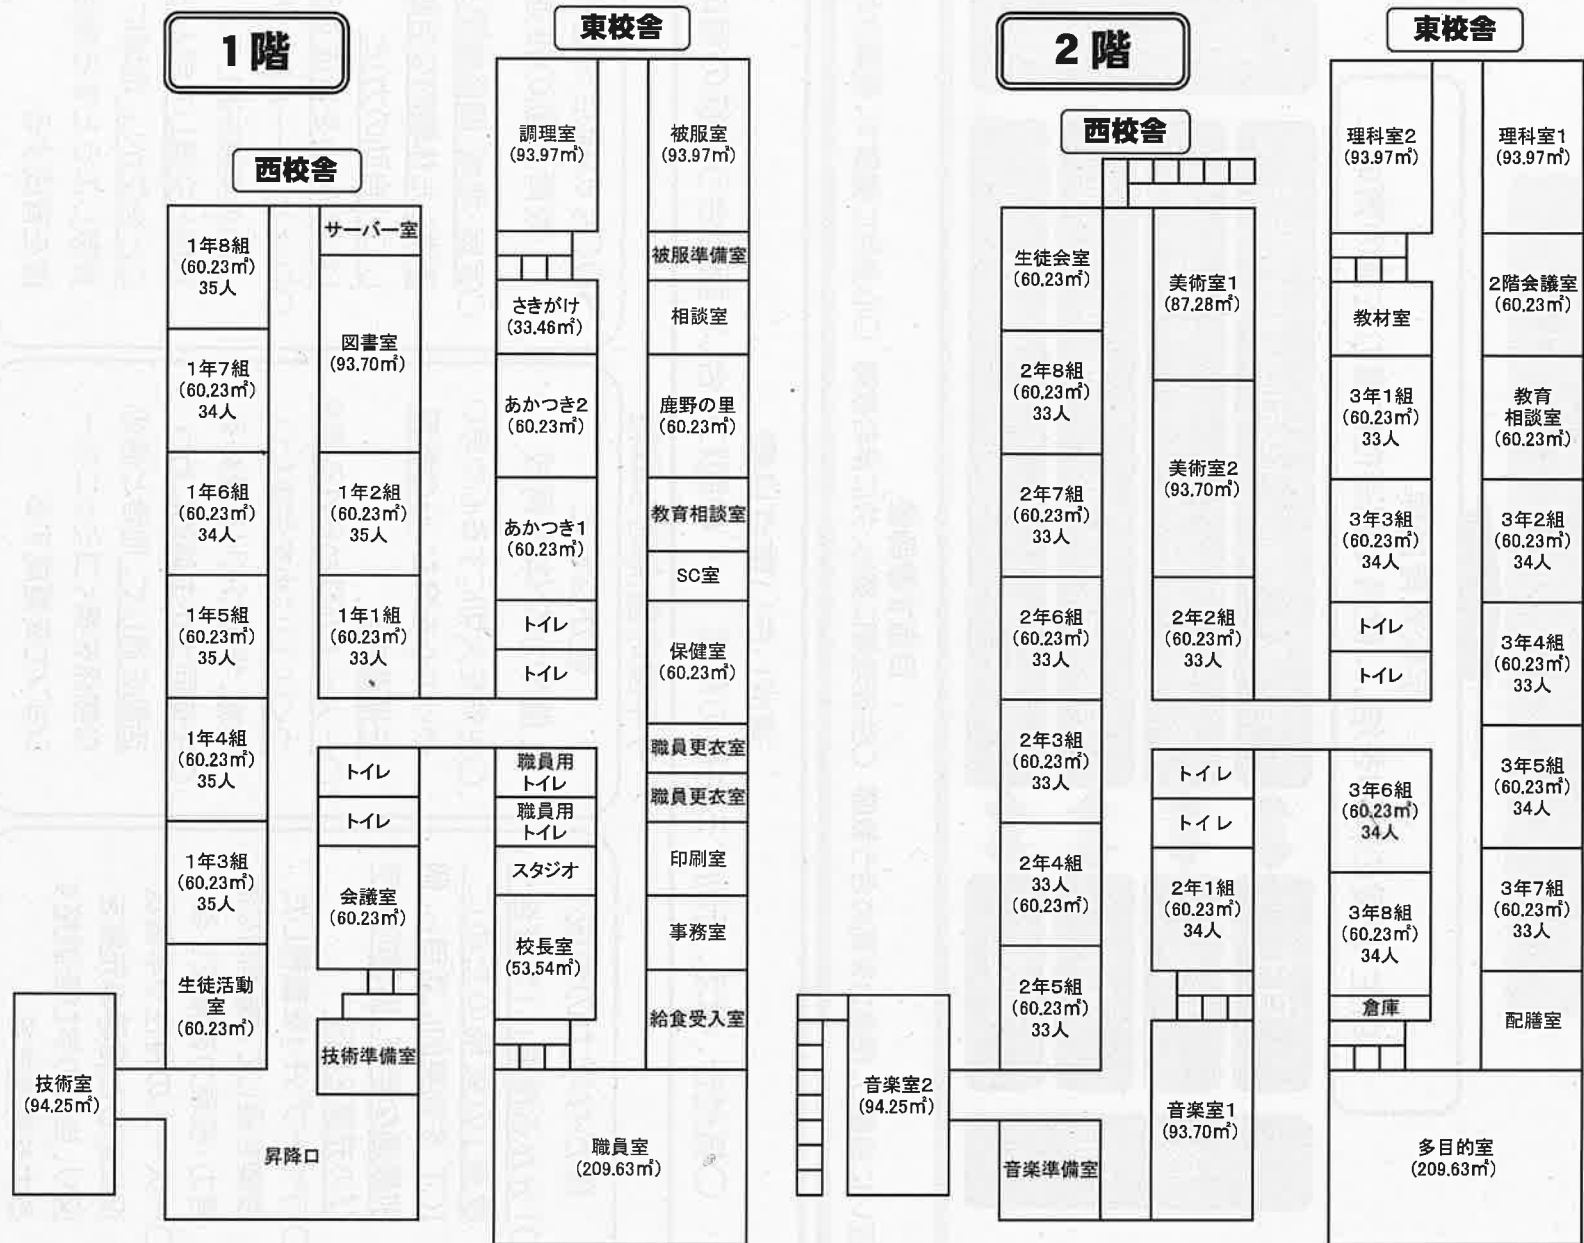 1階
東校舎
西校舎
調理室
(93.97㎡)
被服室
(93.97㎡)
1年8組
(60.23㎡)
35人
サーバー室
被服準備室
図書室
(93.70㎡)
さきがけ
(33.46㎡)
相談室
1年7組
(60.23㎡)
34人
あかつき2
(60.23㎡)
鹿野の里
(60.23㎡)
1年6組
(60.23㎡)
34人
1年2組
(60.23㎡)
35人
あかつき1
(60.23㎡)
教育相談室
SC室
1年5組
(60.23㎡)
35人
1年1組
(60.23㎡)
33人
トイレ
トイレ
保健室
(60.23㎡)
1年4組
(60.23㎡)
35人
トイレ
トイレ
職員用
トイレ
職員用
トイレ
職員更衣室
職員更衣室
1年3組
(60.23㎡)
35人
会議室
(60.23㎡)
スタジオ
印刷室
校長室
(53.54㎡)
事務室
生徒活動
室
(60.23㎡)
給食受入室
技術準備室
技術室
(94.25㎡)
昇降口
職員室
(209.63㎡)
2階
東校舎
西校舎
理科室2
(93.97㎡)
理科室1
(93.97㎡)
生徒会室
(60.23㎡)
美術室1
(87.28㎡)
教材室
2階会議室
(60.23㎡)
2年8組
(60.23㎡)
33人
3年1組
(60.23㎡)
33人
教育
相談室
(60.23㎡)
2年7組
(60.23㎡)
33人
美術室2
(93.70㎡)
3年3組
(60.23㎡)
34人
3年2組
(60.23㎡)
34人
2年6組
(60.23㎡)
33人
2年2組
(60.23㎡)
33人
トイレ
トイレ
3年4組
(60.23㎡)
33人
2年3組
(60.23㎡)
33人
トイレ
トイレ
3年6組
(60.23㎡)
34人
3年5組
(60.23㎡)
34人
2年4組
33人
(60.23㎡)
2年1組
(60.23㎡)
34人
3年8組
(60.23㎡)
34人
3年7組
(60.23㎡)
33人
2年5組
(60.23㎡)
33人
倉庫
配膳室
音楽室2
(94.25㎡)
音楽室1
(93.70㎡)
音楽準備室
多目的室
(209.63㎡)